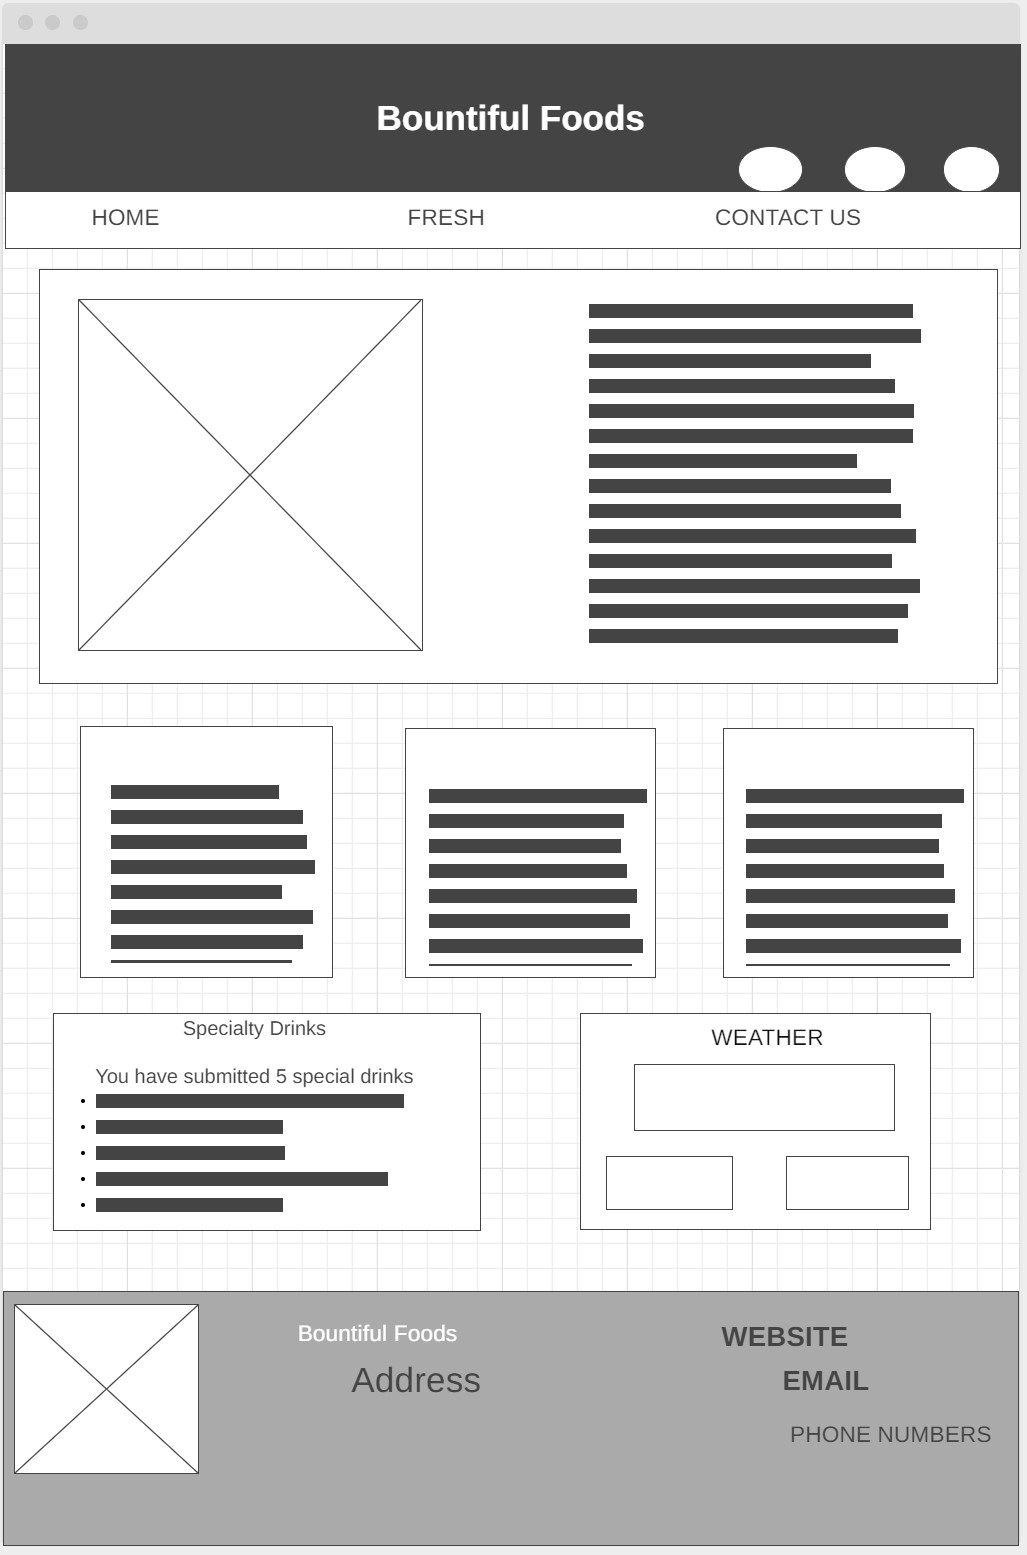 Bountiful Foods
HOME
FRESH
CONTACT US
Specialty Drinks
You have submitted 5 special drinks
WEATHER
Bountiful Foods
Address
WEBSITE
EMAIL
PHONE NUMBERS